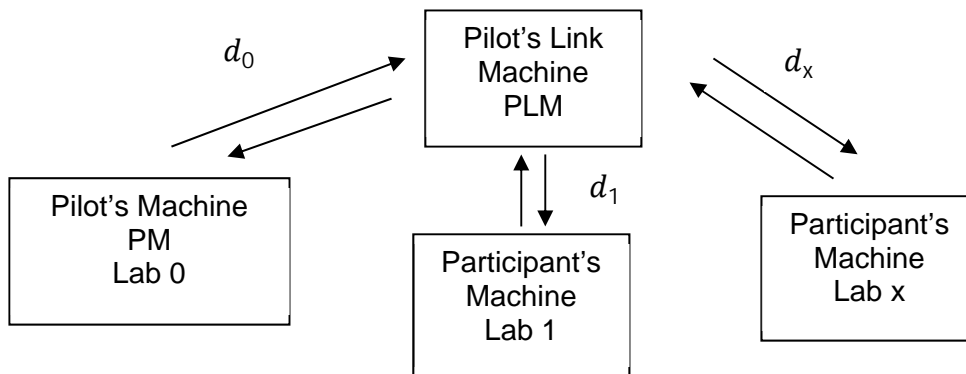 Pilot's Link
Machine
PLM
d₀
dₓ
d₁
Pilot's Machine
PM
Lab 0
Participant's
Machine
Lab 1
Participant's
Machine
Lab x